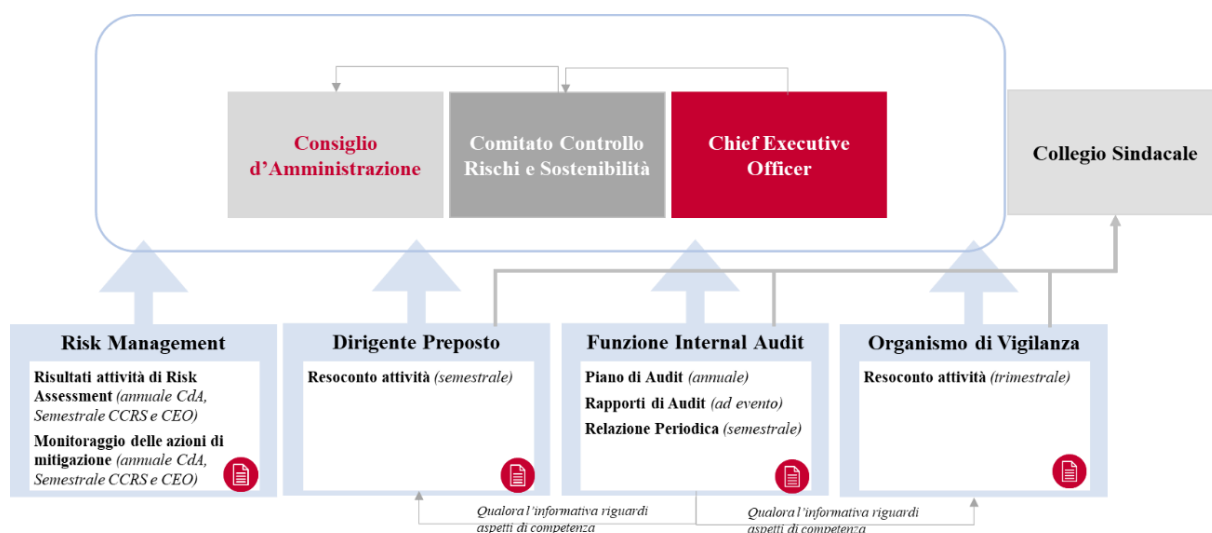 Consiglio
d’Amministrazione
Comitato Controllo
Rischi e Sostenibilità
Chief Executive
Officer
Collegio Sindacale
Risk Management
Risultati attività di Risk
Assessment (annuale CdA,
Semestrale CCRS e CEO)
Monitoraggio delle azioni di
mitigazione (annuale CdA,
Semestrale CCRS e CEO)
Dirigente Preposto
Resoconto attività (semestrale)
Funzione Internal Audit
Piano di Audit (annuale)
Rapporti di Audit (ad evento)
Relazione Periodica (semestrale)
Organismo di Vigilanza
Resoconto attività (trimestrale)
Qualora l’informativa riguardi
aspetti di competenza
Qualora l’informativa riguardi
aspetti di competenza